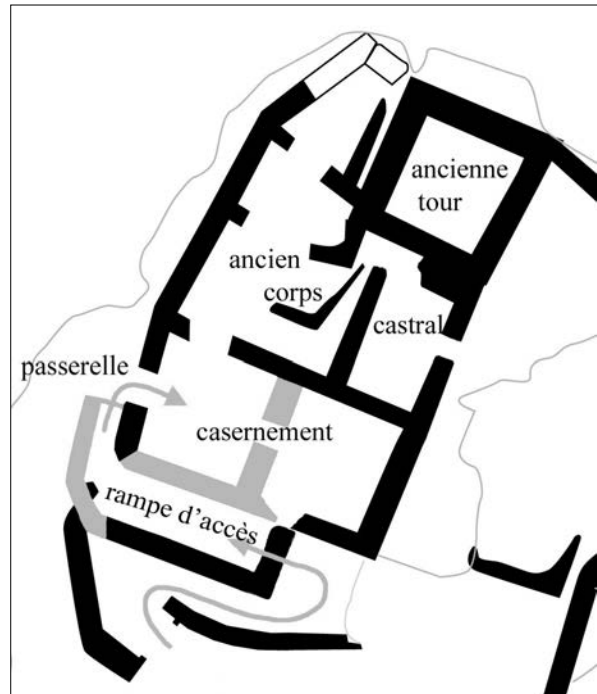 ancienne
tour
ancien
corps
castral
passerelle
casernement
rampe d'accès